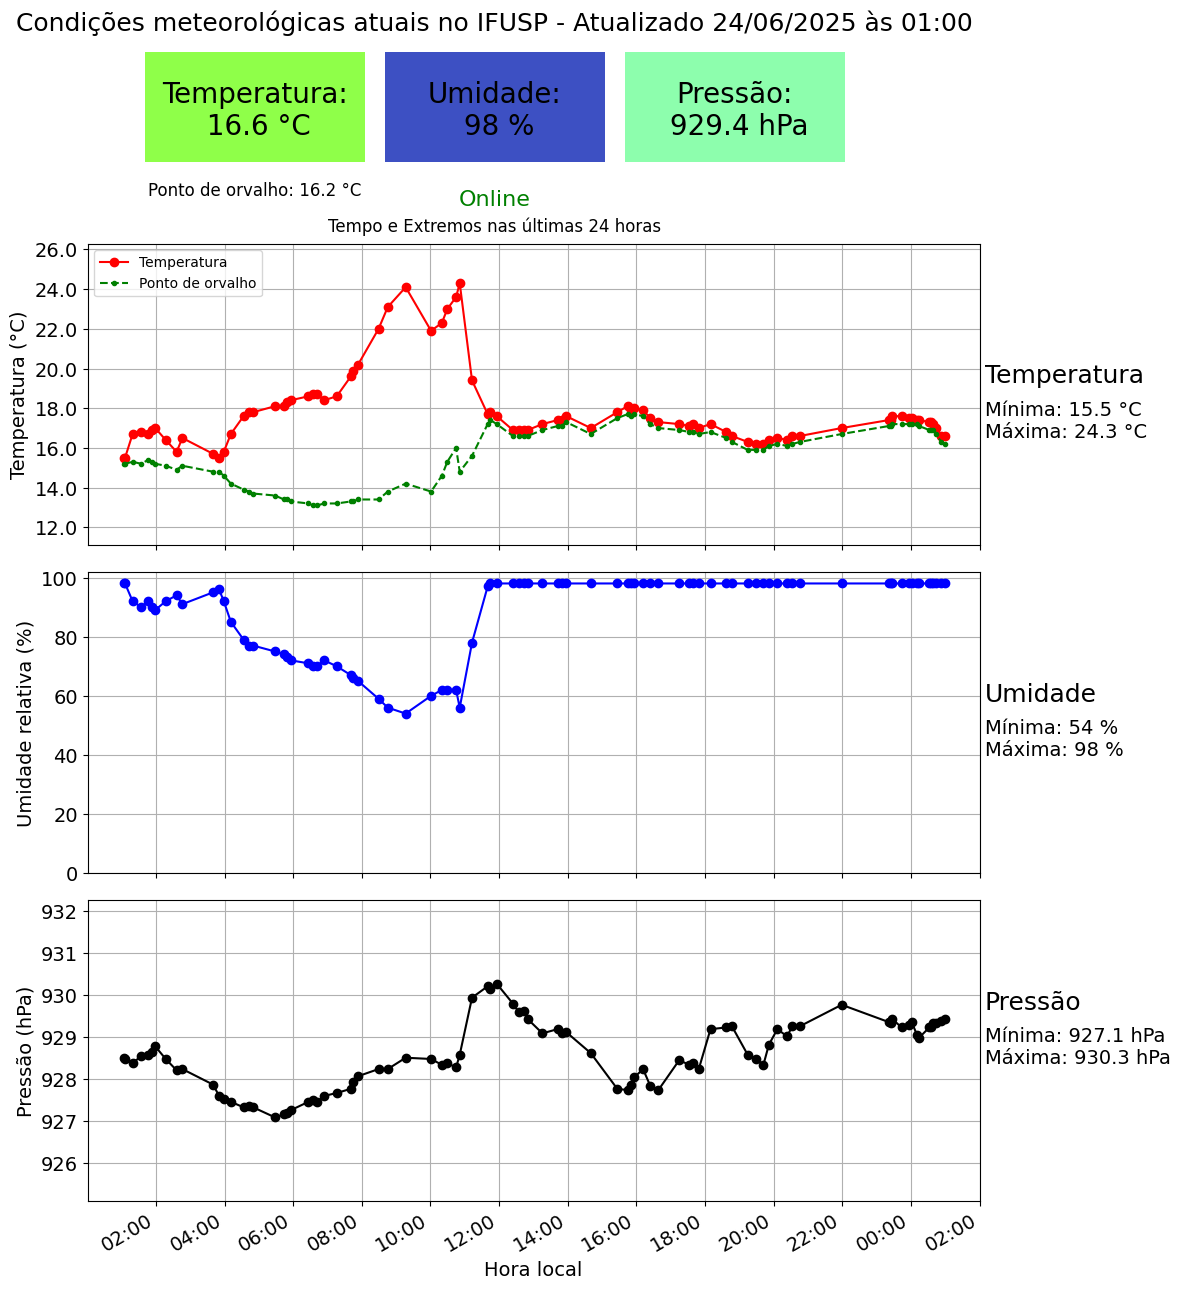 Condições meteorológicas atuais no IFUSP - Atualizado 24/06/2025 às 01:00
Temperatura:
16.6 °C
Umidade:
98 %
Pressão:
929.4 hPa
Ponto de orvalho: 16.2 °C
Online
Tempo e Extremos nas últimas 24 horas
Temperatura (°C)
26.0
24.0
22.0
20.0
18.0
16.0
14.0
12.0
Temperatura
Ponto de orvalho
Temperatura
Mínima: 15.5 °C
Máxima: 24.3 °C
Umidade relativa (%)
100
80
60
40
20
0
Umidade
Mínima: 54 %
Máxima: 98 %
Pressão (hPa)
932
931
930
929
928
927
926
Pressão
Mínima: 927.1 hPa
Máxima: 930.3 hPa
02:00 04:00 06:00 08:00 10:00 12:00 14:00 16:00 18:00 20:00 22:00 00:00 02:00
Hora local